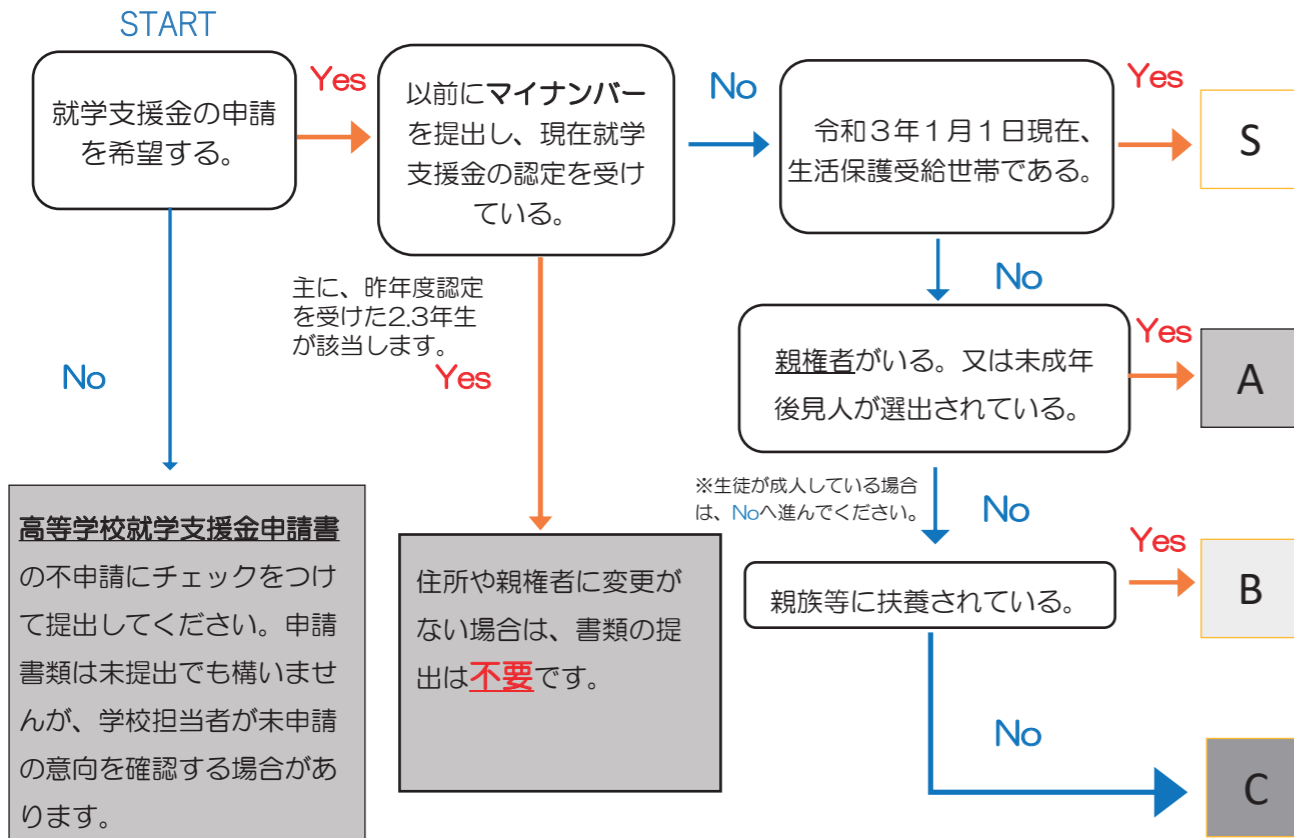 START
就学支援金の申請
を希望する。
Yes
以前にマイナンバー
を提出し、現在就学
支援金の認定を受け
ている。
No
令和３年１月１日現在、
生活保護受給世帯である。
Yes
S
主に、昨年度認定
を受けた2.3年生
が該当します。
No
Yes
No
親権者がいる。又は未成年
後見人が選出されている。
Yes
A
※生徒が成人している場合
は、Noへ進んでください。
No
高等学校就学支援金申請書
の不申請にチェックをつけ
て提出してください。申請
書類は未提出でも構いませ
んが、学校担当者が未申請
の意向を確認する場合があ
ります。
住所や親権者に変更が
ない場合は、書類の提
出は不要です。
親族等に扶養されている。
Yes
B
No
C